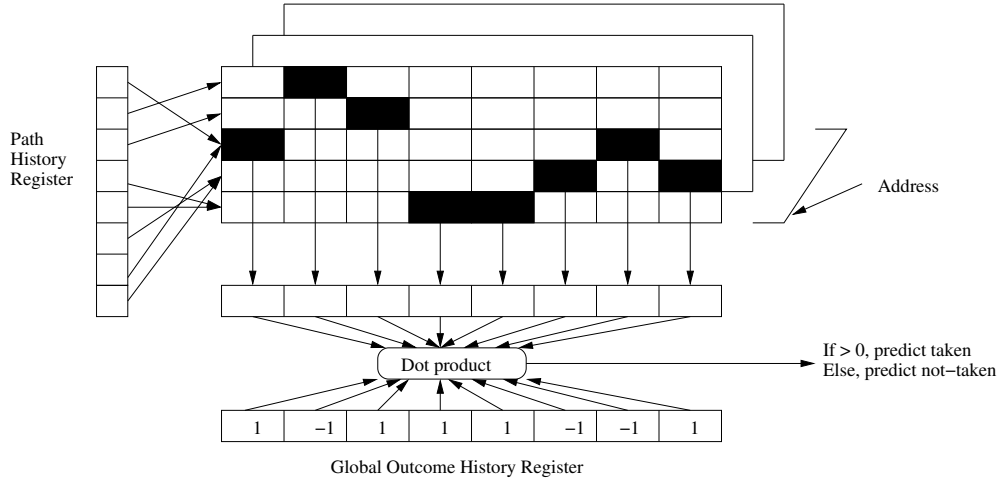 Path
History
Register
Address
Dot product
If > 0, predict taken
Else, predict not−taken
1 −1 1 1 1 −1 −1 1
Global Outcome History Register